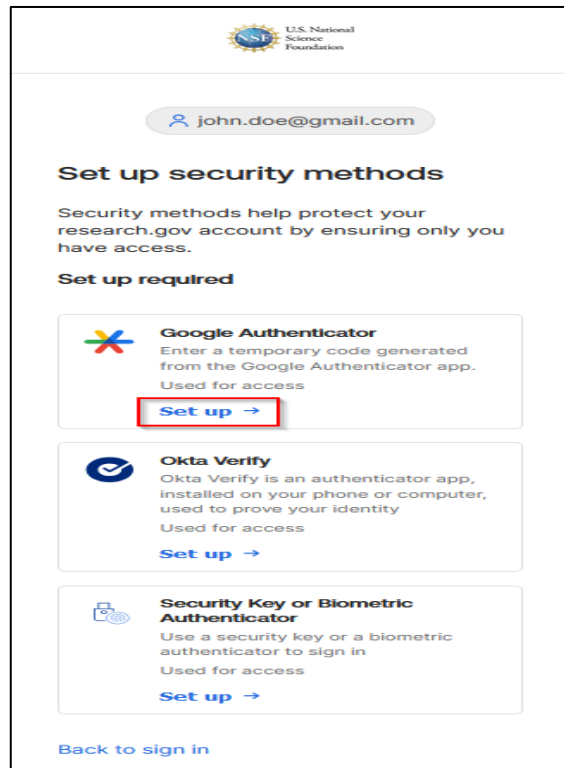 NSF
U.S. National
Science
Foundation
john.doe@gmail.com
Set up security methods
Security methods help protect your
research.gov account by ensuring only you
have access.
Set up required
Google Authenticator
Enter a temporary code generated
from the Google Authenticator app.
Used for access
Set up →
Okta Verify
Okta Verify is an authenticator app,
installed on your phone or computer,
used to prove your identity
Used for access
Set up →
Security Key or Biometric
Authenticator
Use a security key or a biometric
authenticator to sign in
Used for access
Set up →
Back to sign in